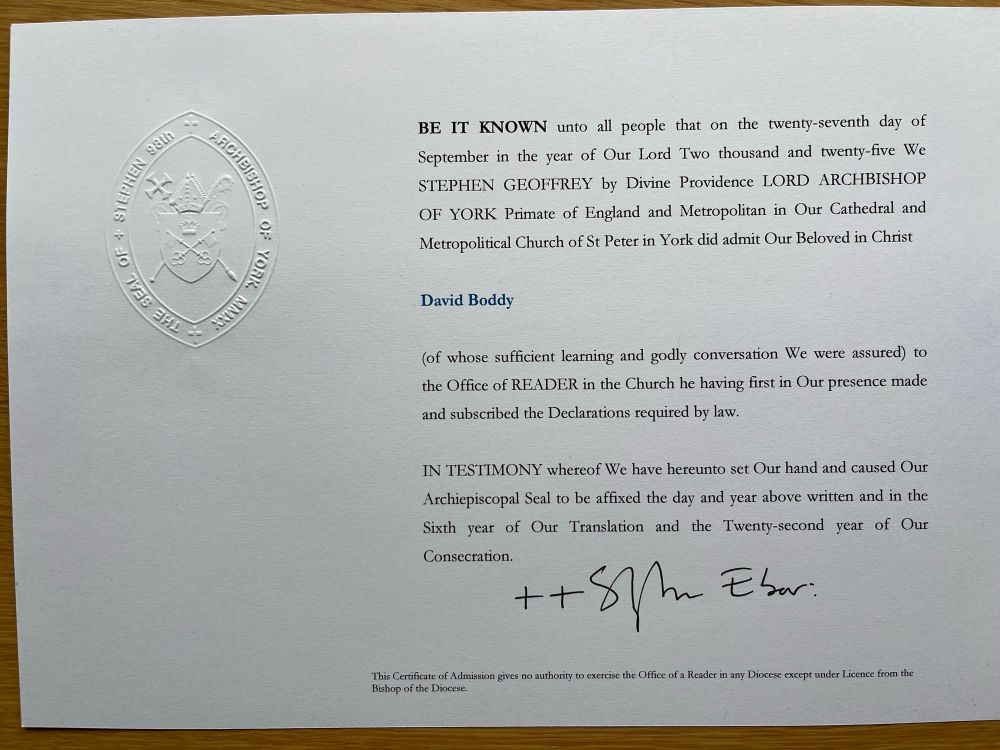 THE SEAL OF + STEPHEN 98th ARCHBISHOP OF YORK MMXX
BE IT KNOWN unto all people that on the twenty-seventh day of
September in the year of Our Lord Two thousand and twenty-five We
STEPHEN GEOFFREY by Divine Providence LORD ARCHBISHOP
OF YORK Primate of England and Metropolitan in Our Cathedral and
Metropolitical Church of St Peter in York did admit Our Beloved in Christ
David Boddy
(of whose sufficient learning and godly conversation We were assured) to
the Office of READER in the Church he having first in Our presence made
and subscribed the Declarations required by law.
IN TESTIMONY whereof We have hereunto set Our hand and caused Our
Archiepiscopal Seal to be affixed the day and year above written and in the
Sixth year of Our Translation and the Twenty-second year of Our
Consecration.
++Stephen Ebor:
This Certificate of Admission gives no authority to exercise the Office of a Reader in any Diocese except under Licence from the
Bishop of the Diocese.